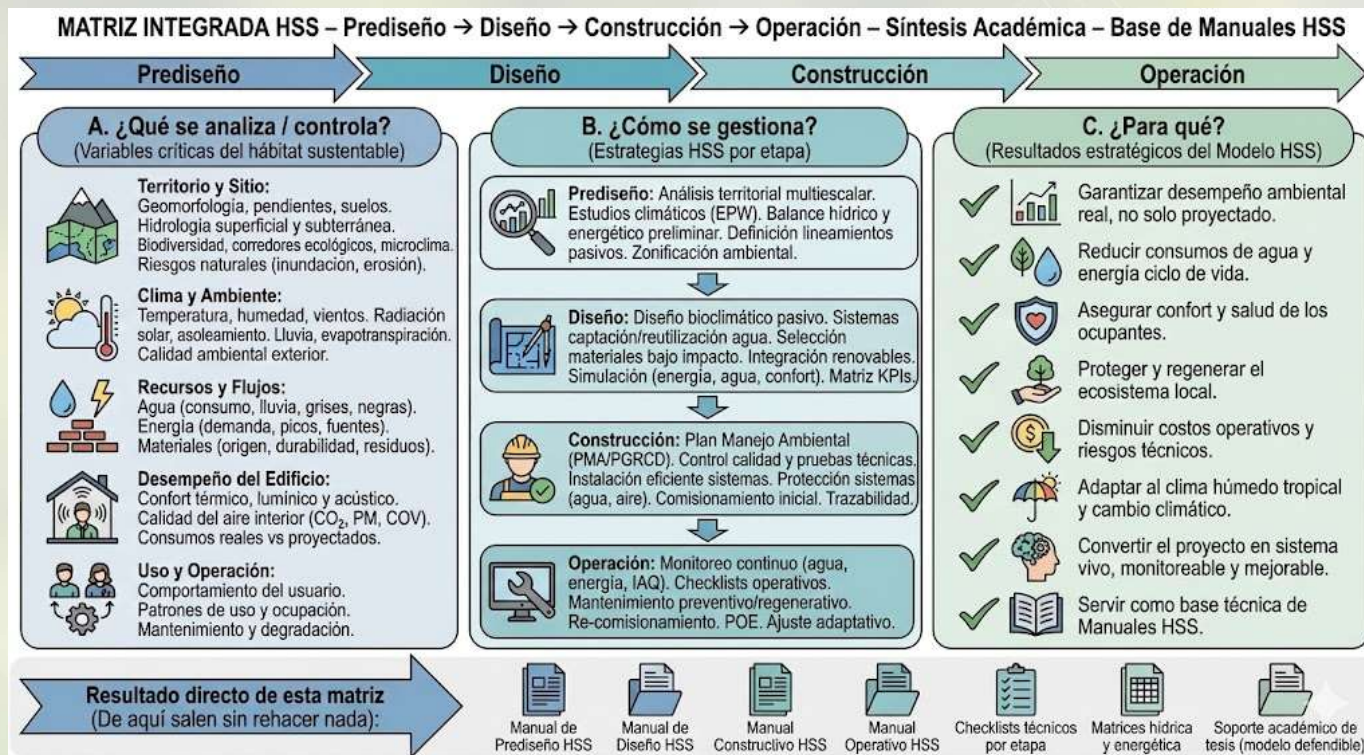 MATRIZ INTEGRADA HSS – Prediseño → Diseño → Construcción → Operación – Síntesis Académica – Base de Manuales HSS
Prediseño
Diseño
Construcción
Operación
A. ¿Qué se analiza / controla?
(Variables críticas del hábitat sustentable)
Territorio y Sitio:
Geomorfología, pendientes, suelos.
Hidrologia superficial y subterránea.
Biodiversidad, corredores ecológicos, microclima.
Riesgos naturales (inundacion, erosión).
Clima y Ambiente:
Temperatura, humedad, vientos. Radiación
solar, asoleamiento. Lluvia, evapotranspiración.
Calidad ambiental exterior.
Recursos y Flujos:
Agua (consumo, lluvia, grises, negras).
Energía (demanda, picos, fuentes).
Materiales (origen, durabilidad, residuos).
Desempeño del Edificio:
Confort térmico, lumínico y acústico.
Calidad del aire interior (CO₂, PM, COV).
Consumos reales vs proyectados.
Uso y Operación:
Comportamiento del usuario.
Patrones de uso y ocupación.
Mantenimiento y degradación.
B. ¿Cómo se gestiona?
(Estrategias HSS por etapa)
Prediseño: Análisis territorial multiescalar.
Estudios climáticos (EPW). Balance hídrico y
energético preliminar. Definición lineamientos
pasivos. Zonificación ambiental.
Diseño: Diseño bioclimático pasivo. Sistemas
captación/reutilización agua. Selección
materiales bajo impacto. Integración renovables.
Simulación (energia, agua, confort). Matriz KPIs.
Construcción: Plan Manejo Ambiental
(PMA/PGRCD). Control calidad y pruebas técnicas.
Instalación eficiente sistemas. Protección sistemas
(agua, aire). Comisionamiento inicial. Trazabilidad.
Operación: Monitoreo continuo (agua,
energía, IAQ). Checklists operativos.
Mantenimiento preventivo/regenerativo.
Re-comisionamiento. POE. Ajuste adaptativo.
C. ¿Para qué?
(Resultados estratégicos del Modelo HSS)
Garantizar desempeño ambiental
real, no solo proyectado.
Reducir consumos de agua y
energía ciclo de vida.
Asegurar confort y salud de los
ocupantes.
Proteger y regenerar el
ecosistema local.
Disminuir costos operativos y
riesgos técnicos.
Adaptar al clima húmedo tropical
y cambio climático.
Convertir el proyecto en sistema
vivo, monitoreable y mejorable.
Servir como base técnica de
Manuales HSS.
Resultado directo de esta matriz
(De aquí salen sin rehacer nada):
Manual de
Prediseño HSS
Manual de
Diseño HSS
Manual
Constructivo HSS
Manual
Operativo HSS
Checklists técnicos
por etapa
Matrices hídrica
y energética
Soporte académico de
tesis (modelo defendible)